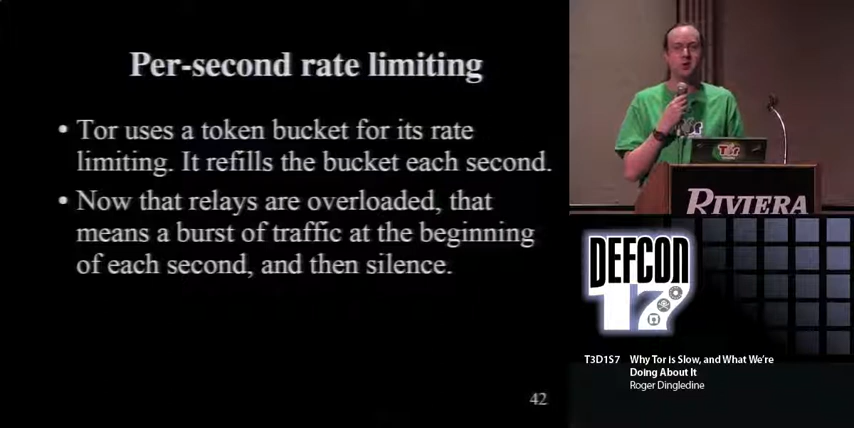 Per-second rate limiting
• Tor uses a token bucket for its rate
limiting. It refills the bucket each second.
• Now that relays are overloaded, that
means a burst of traffic at the beginning
of each second, and then silence.
42
Tor
RIVIERA
DEFCON
17
T3D1S7 Why Tor is Slow, and What We're
Doing About It
Roger Dingledine